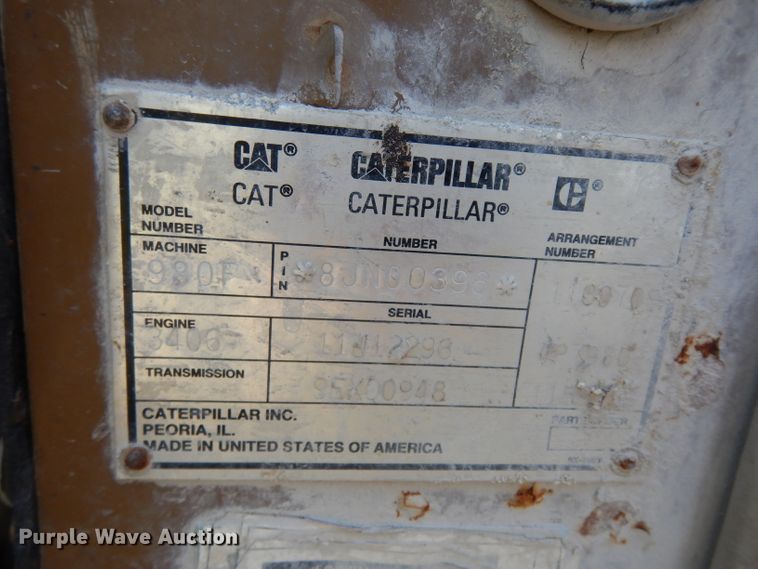 CAT® CATERPILLAR® C®
CAT® CATERPILLAR®
MODEL NUMBER NUMBER ARRANGEMENT NUMBER
MACHINE 980F PIN *8JN00396*
SERIAL
ENGINE 3406
TRANSMISSION 9SK00948
CATERPILLAR INC.
PEORIA, IL.
MADE IN UNITED STATES OF AMERICA
Purple Wave Auction